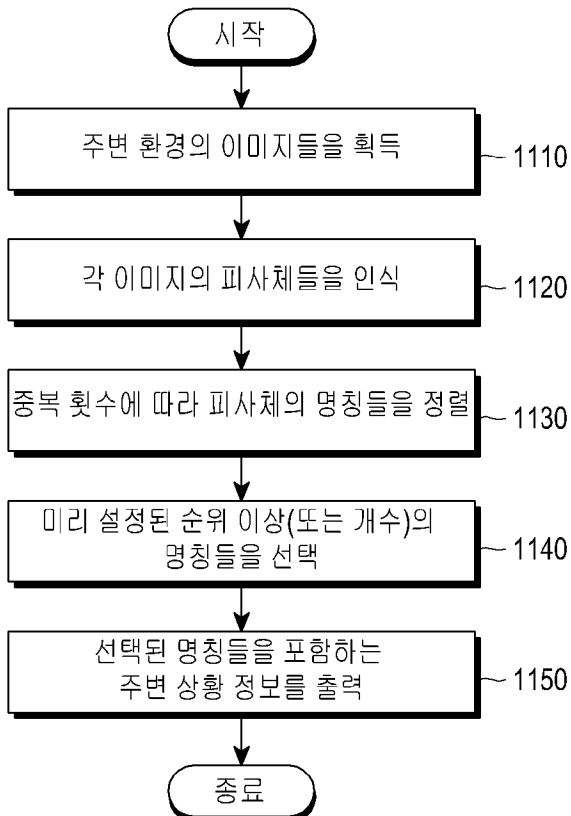 시작
주변 환경의 이미지들을 획득
1110
각 이미지의 피사체들을 인식
1120
중복 횟수에 따라 피사체의 명칭들을 정렬
1130
미리 설정된 순위 이상(또는 개수)의
명칭들을 선택
1140
선택된 명칭들을 포함하는
주변 상황 정보를 출력
1150
종료